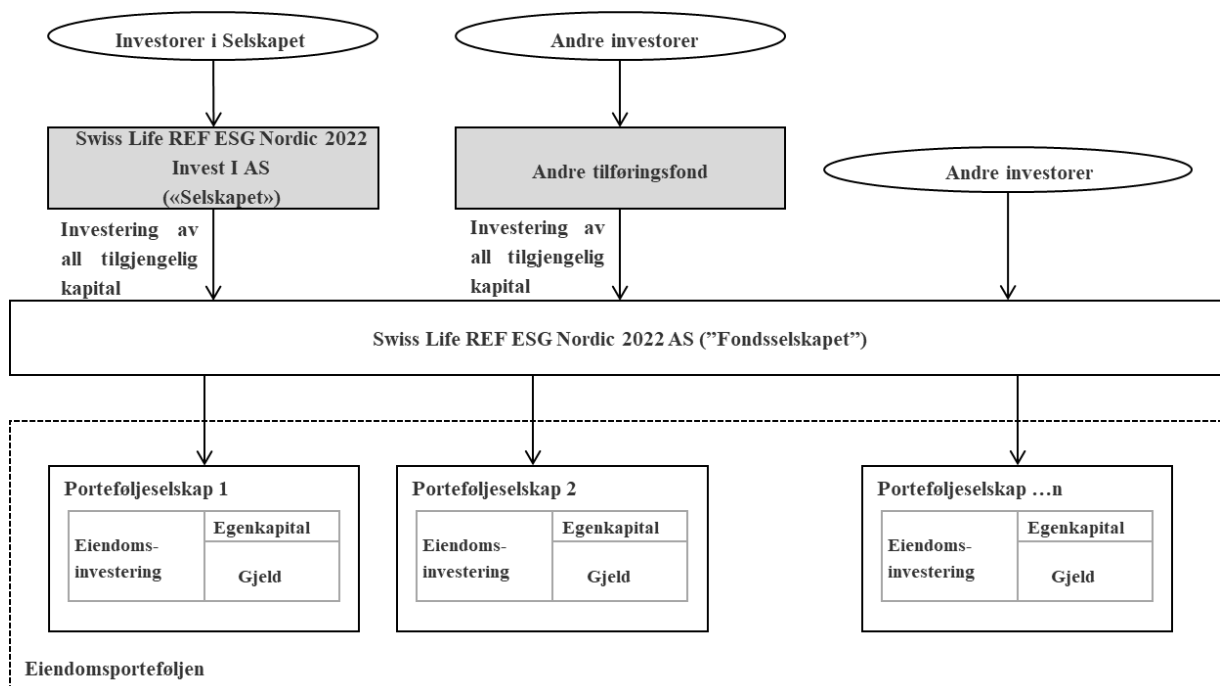 Investorer i Selskapet
Andre investorer
Swiss Life REF ESG Nordic 2022
Invest I AS
(«Selskapet»)
Andre tilføringsfond
Andre investorer
Investering av
all tilgjengelig
kapital
Investering av
all tilgjengelig
kapital
Swiss Life REF ESG Nordic 2022 AS (”Fondsselskapet”)
Porteføljeselskap 1
Eiendoms-
investering
Egenkapital
Gjeld
Porteføljeselskap 2
Eiendoms-
investering
Egenkapital
Gjeld
Porteføljeselskap …n
Eiendoms-
investering
Egenkapital
Gjeld
Eiendomsporteføljen